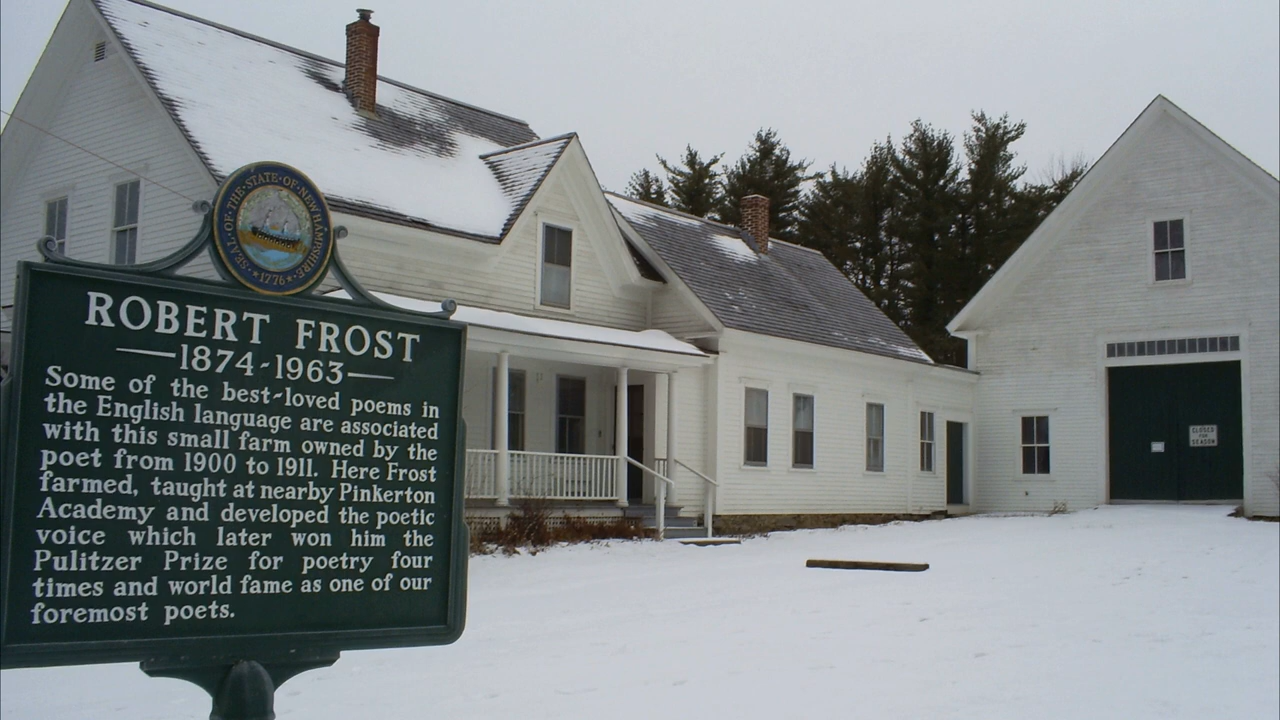 SEAL·OF·THE·STATE·OF·NEW HAMPSHIRE
★1776★
ROBERT FROST
1874-1963
Some of the best-loved poems in
the English language are associated
with this small farm owned by the
poet from 1900 to 1911. Here Frost
farmed, taught at nearby Pinkerton
Academy and developed the poetic
voice which later won him the
Pulitzer Prize for poetry four
times and world fame as one of our
foremost poets.
CLOSED
FOR
SEASON